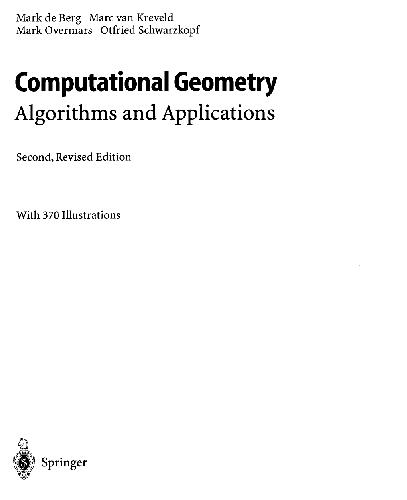 Mark de Berg Marc van Kreveld
Mark Overmars Otfried Schwarzkopf
Computational Geometry
Algorithms and Applications
Second, Revised Edition
With 370 Illustrations
Springer